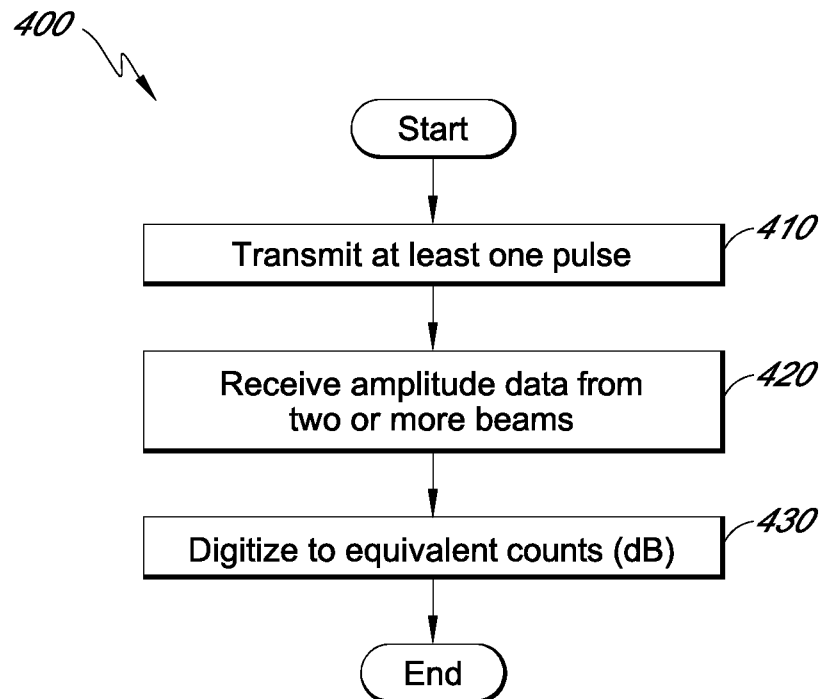 400
Start
Transmit at least one pulse
410
Receive amplitude data from
two or more beams
420
Digitize to equivalent counts (dB)
430
End